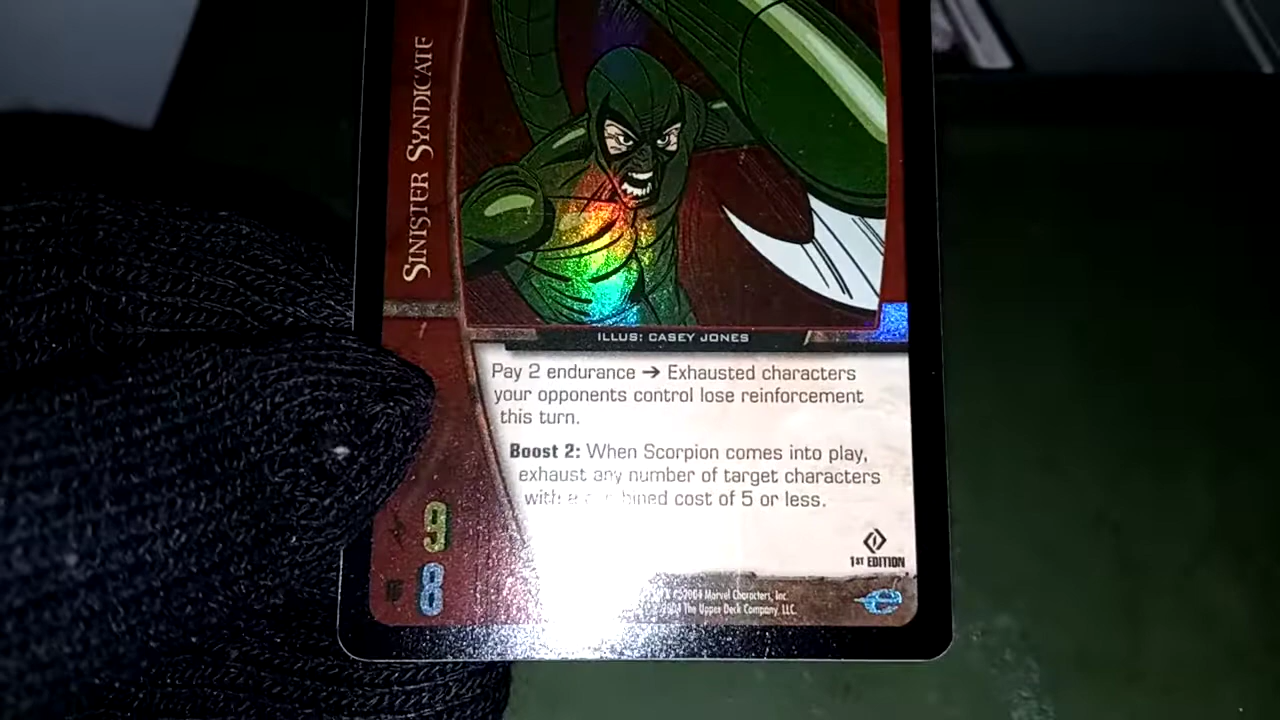 SINISTER SYNDICATE
ILLUS: CASEY JONES
Pay 2 endurance → Exhausted characters
your opponents control lose reinforcement
this turn.
Boost 2: When Scorpion comes into play,
exhaust any number of target characters
with a combined cost of 5 or less.
9
8
1ST EDITION
©2004 Marvel Characters, Inc.
2004 The Upper Deck Company, LLC.